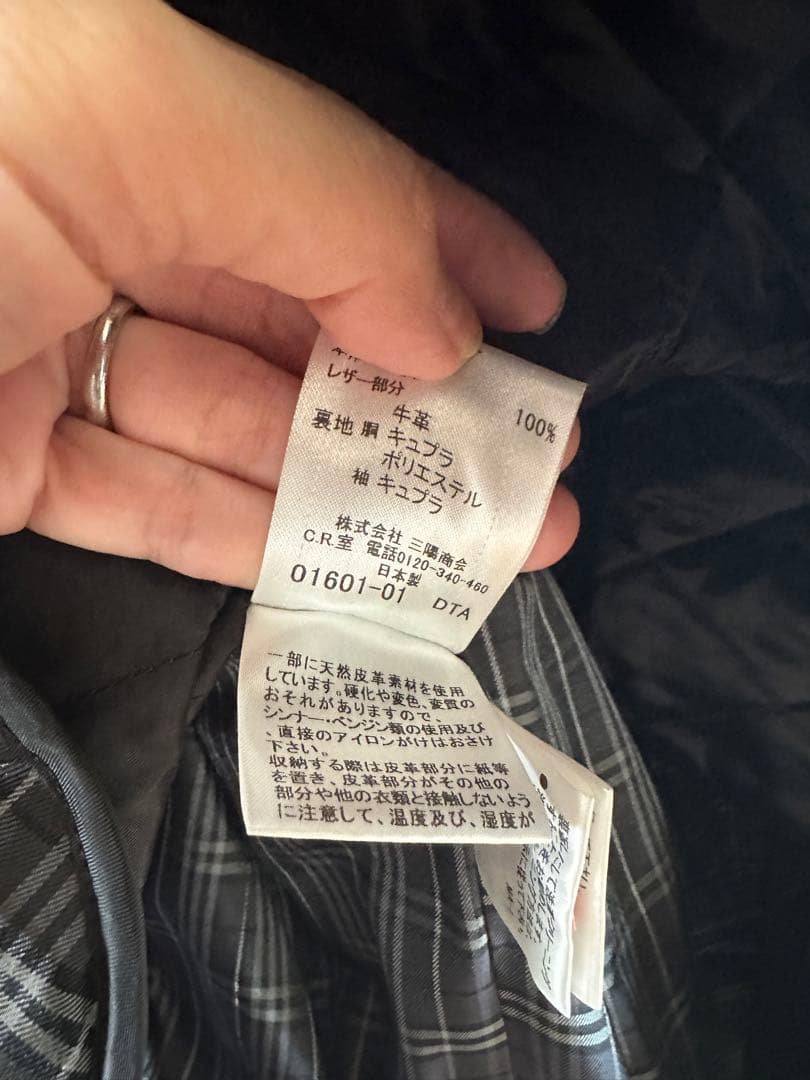 レザー部分
牛革 100%
裏地 胴 キュプラ
ポリエステル
袖 キュプラ
株式会社 三陽商会
C.R.室 電話0120-340-460
日本製
01601-01 DTA
一部に天然皮革素材を使用
しています。硬化や変色、変質の
おそれがありますので、
シンナー・ベンジン類の使用及び
、直接のアイロンがけはおさけ
下さい。
収納する際は皮革部分に紙等
を置き、皮革部分がその他の
部分や他の衣類と接触しないよう
に注意して、温度及び、湿度が